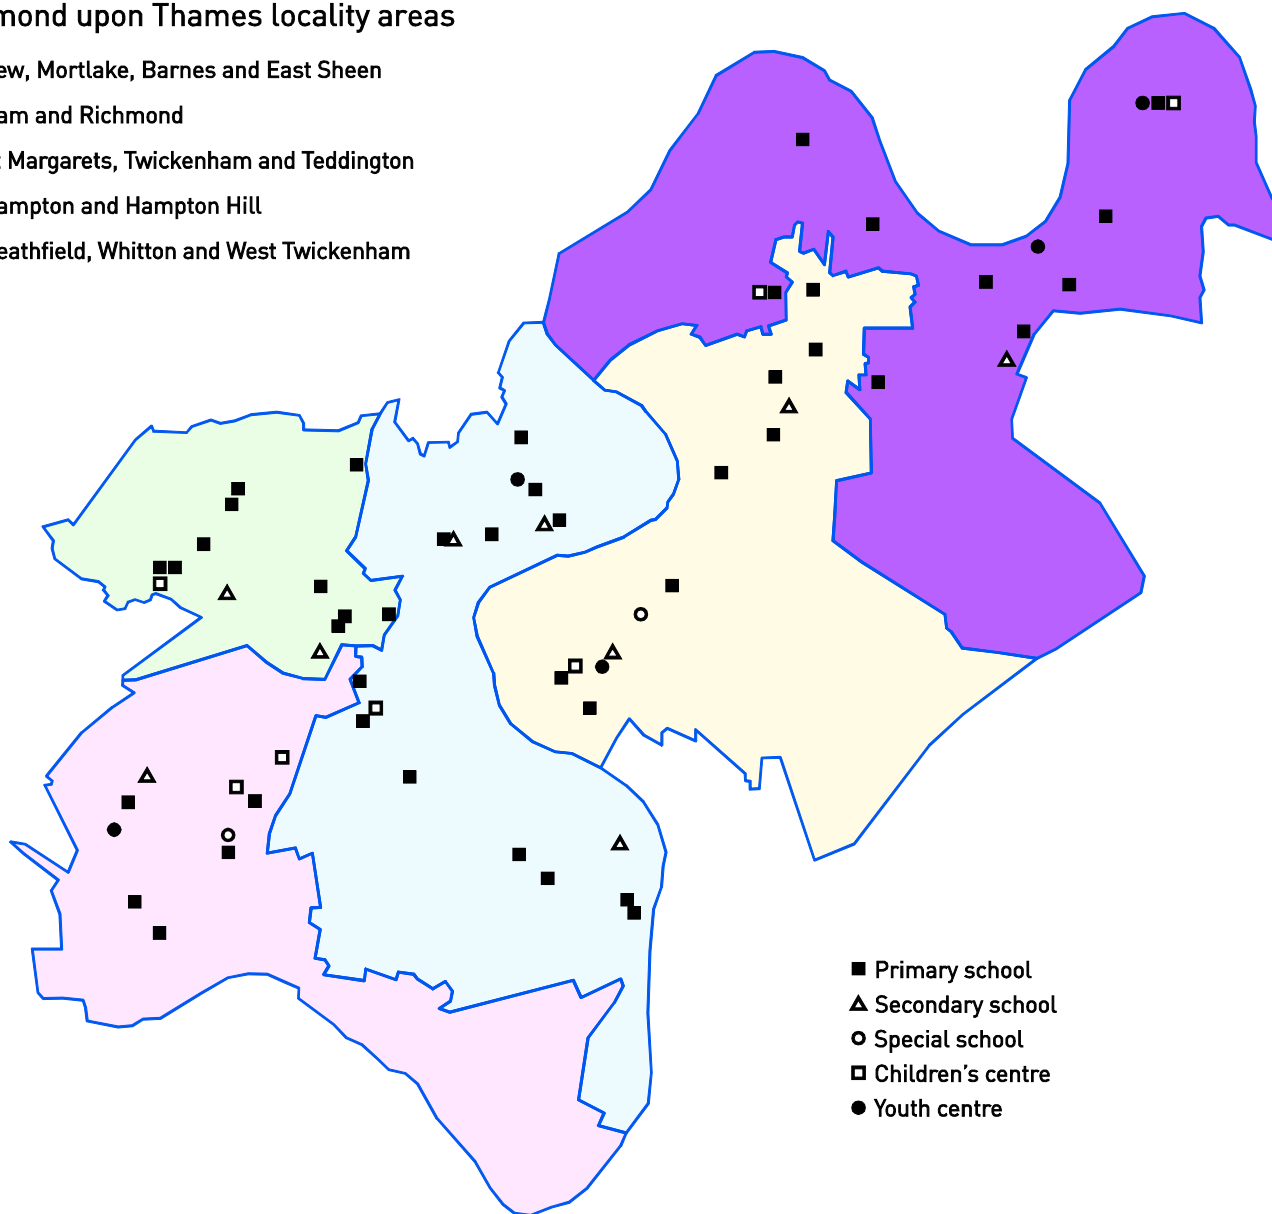 mond upon Thames locality areas
ew, Mortlake, Barnes and East Sheen
am and Richmond
t Margarets, Twickenham and Teddington
ampton and Hampton Hill
eathfield, Whitton and West Twickenham
Primary school
Secondary school
Special school
Children's centre
Youth centre